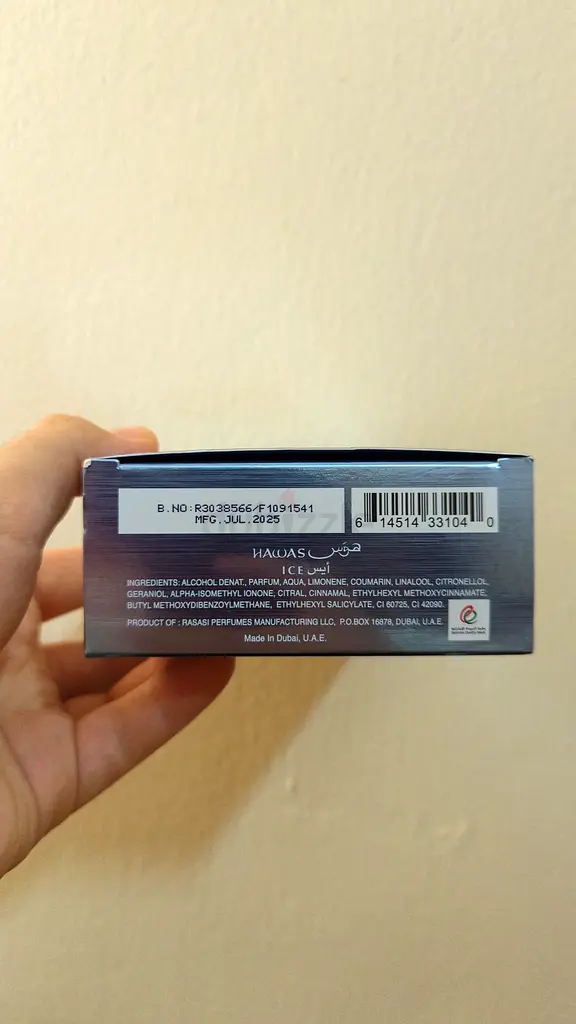 B.NO:R3038566/F1091541
MFG.JUL.2025
6 14514 33104 0
HAWAS هوس
ICE آيس
INGREDIENTS: ALCOHOL DENAT., PARFUM, AQUA, LIMONENE, COUMARIN, LINALOOL, CITRONELLOL,
GERANIOL, ALPHA-ISOMETHYL IONONE, CITRAL, CINNAMAL, ETHYLHEXYL METHOXYCINNAMATE,
BUTYL METHOXYDIBENZOYLMETHANE, ETHYLHEXYL SALICYLATE, CI 60725, CI 42090.
PRODUCT OF : RASASI PERFUMES MANUFACTURING LLC, P.O.BOX 16878, DUBAI, U.A.E.
Made in Dubai, U.A.E.